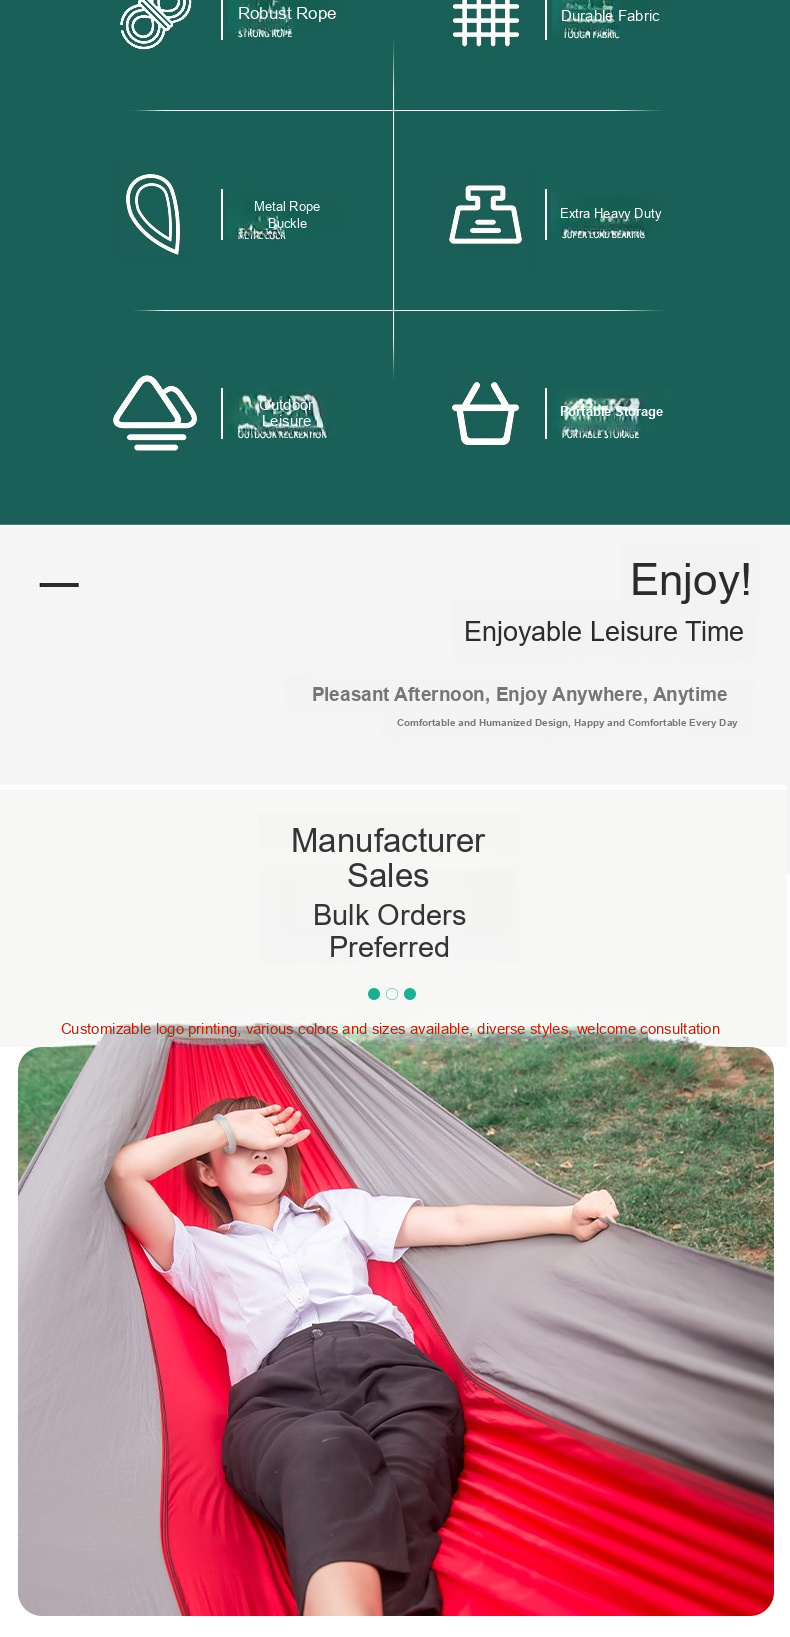 Robust Rope
STRONG ROPE
Durable Fabric
TOUGH FABRIC
Metal Rope
Buckle
Extra Heavy Duty
SUPER LOAD BEARING
Outdoor
Leisure
OUTDOOR RECREATION
Portable Storage
PORTABLE STORAGE
Enjoy!
Enjoyable Leisure Time
Pleasant Afternoon, Enjoy Anywhere, Anytime
Comfortable and Humanized Design, Happy and Comfortable Every Day
Manufacturer
Sales
Bulk Orders
Preferred
Customizable logo printing, various colors and sizes available, diverse styles, welcome consultation